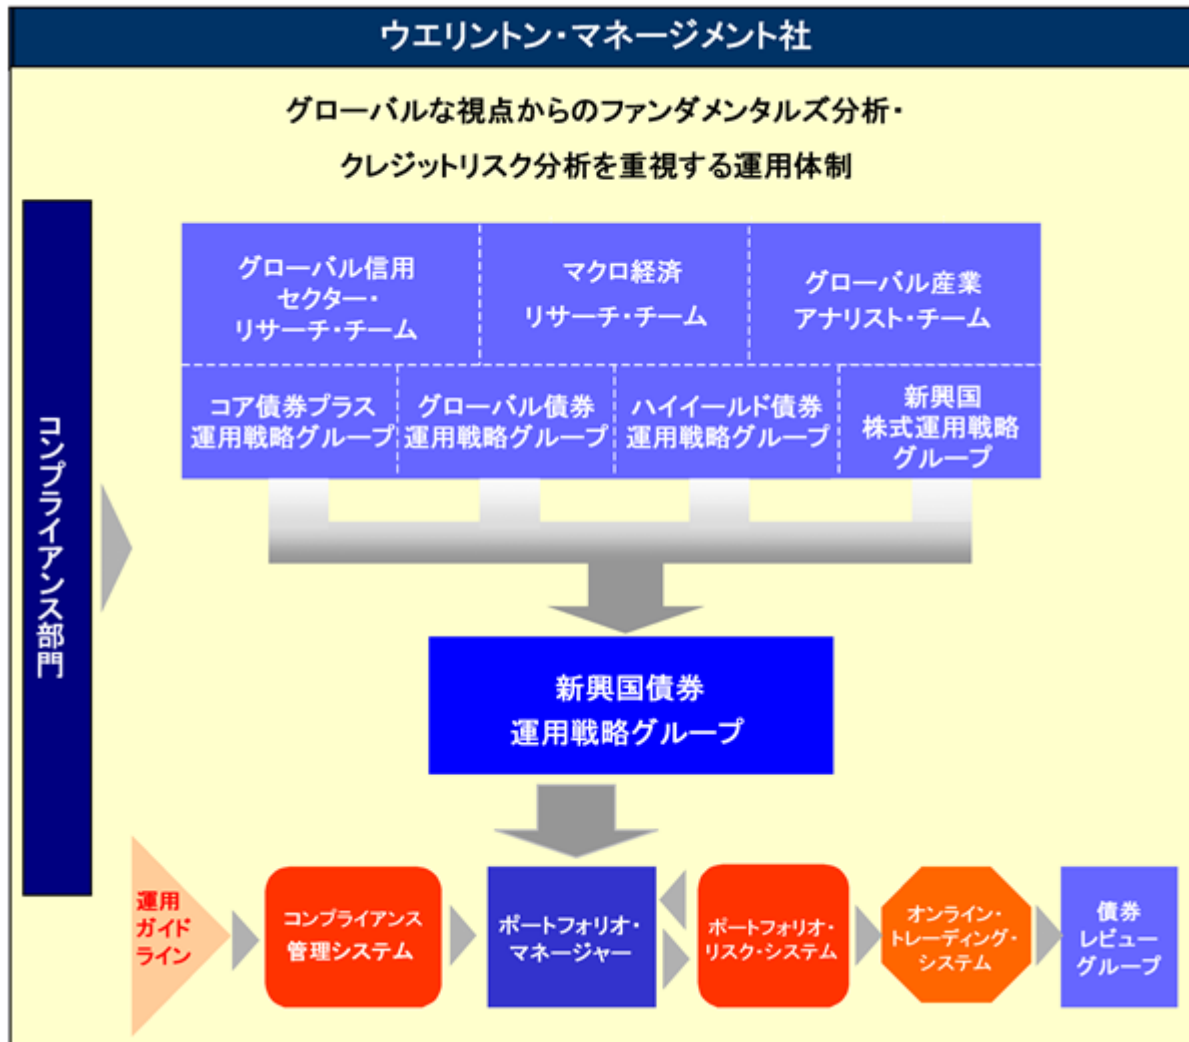 ウエリントン・マネージメント社
グローバルな視点からのファンダメンタルズ分析・
クレジットリスク分析を重視する運用体制
コンプライアンス部門
グローバル信用
セクター・
リサーチ・チーム
マクロ経済
リサーチ・チーム
グローバル産業
アナリスト・チーム
コア債券プラス
運用戦略グループ
グローバル債券
運用戦略グループ
ハイイールド債券
運用戦略グループ
新興国
株式運用戦略
グループ
新興国債券
運用戦略グループ
運用
ガイド
ライン
コンプライアンス
管理システム
ポートフォリオ・
マネージャー
ポートフォリオ・
リスク・システム
オンライン・
トレーディング・
システム
債券
レビュー
グループ